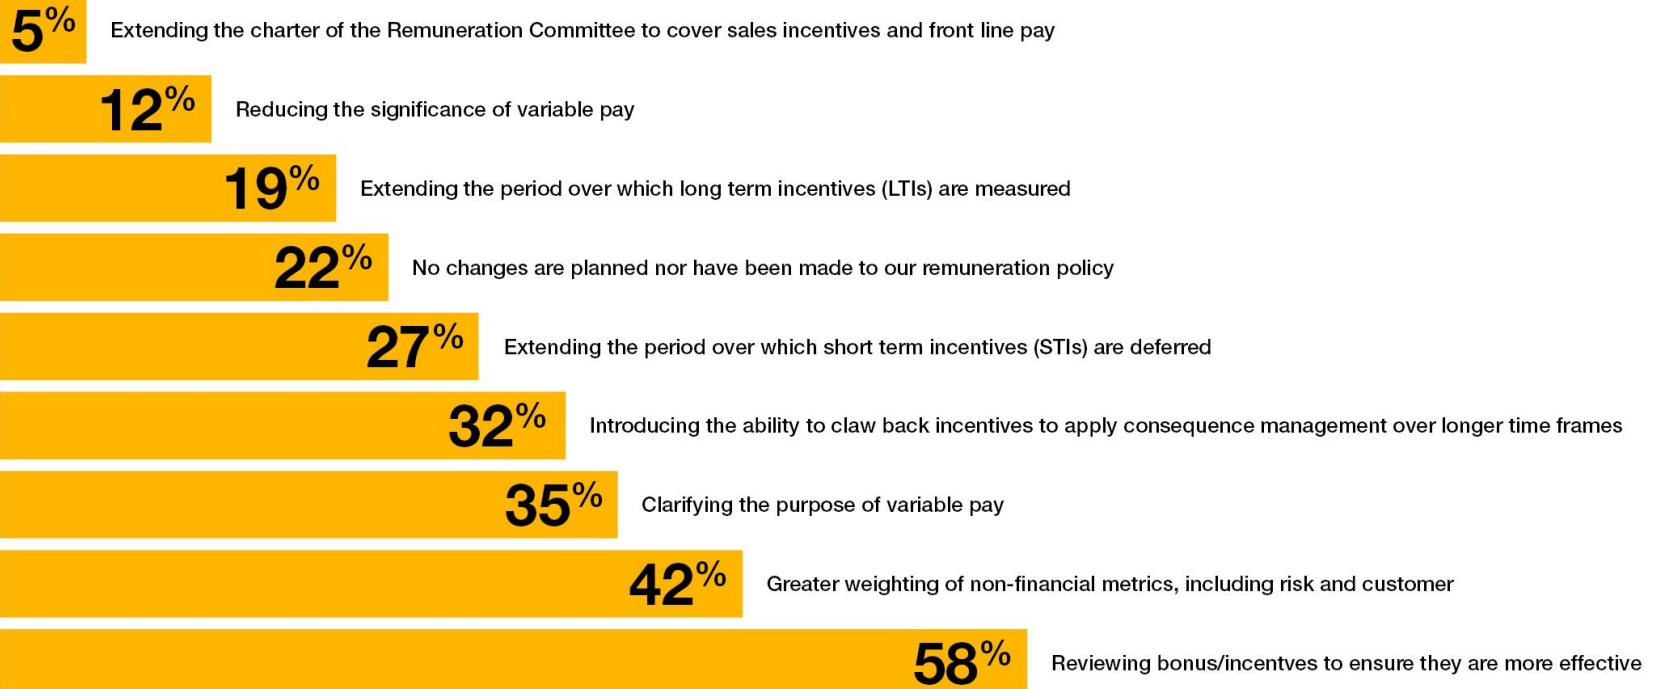 5% Extending the charter of the Remuneration Committee to cover sales incentives and front line pay
12% Reducing the significance of variable pay
19% Extending the period over which long term incentives (LTIs) are measured
22% No changes are planned nor have been made to our remuneration policy
27% Extending the period over which short term incentives (STIs) are deferred
32% Introducing the ability to claw back incentives to apply consequence management over longer time frames
35% Clarifying the purpose of variable pay
42% Greater weighting of non-financial metrics, including risk and customer
58% Reviewing bonus/incentves to ensure they are more effective